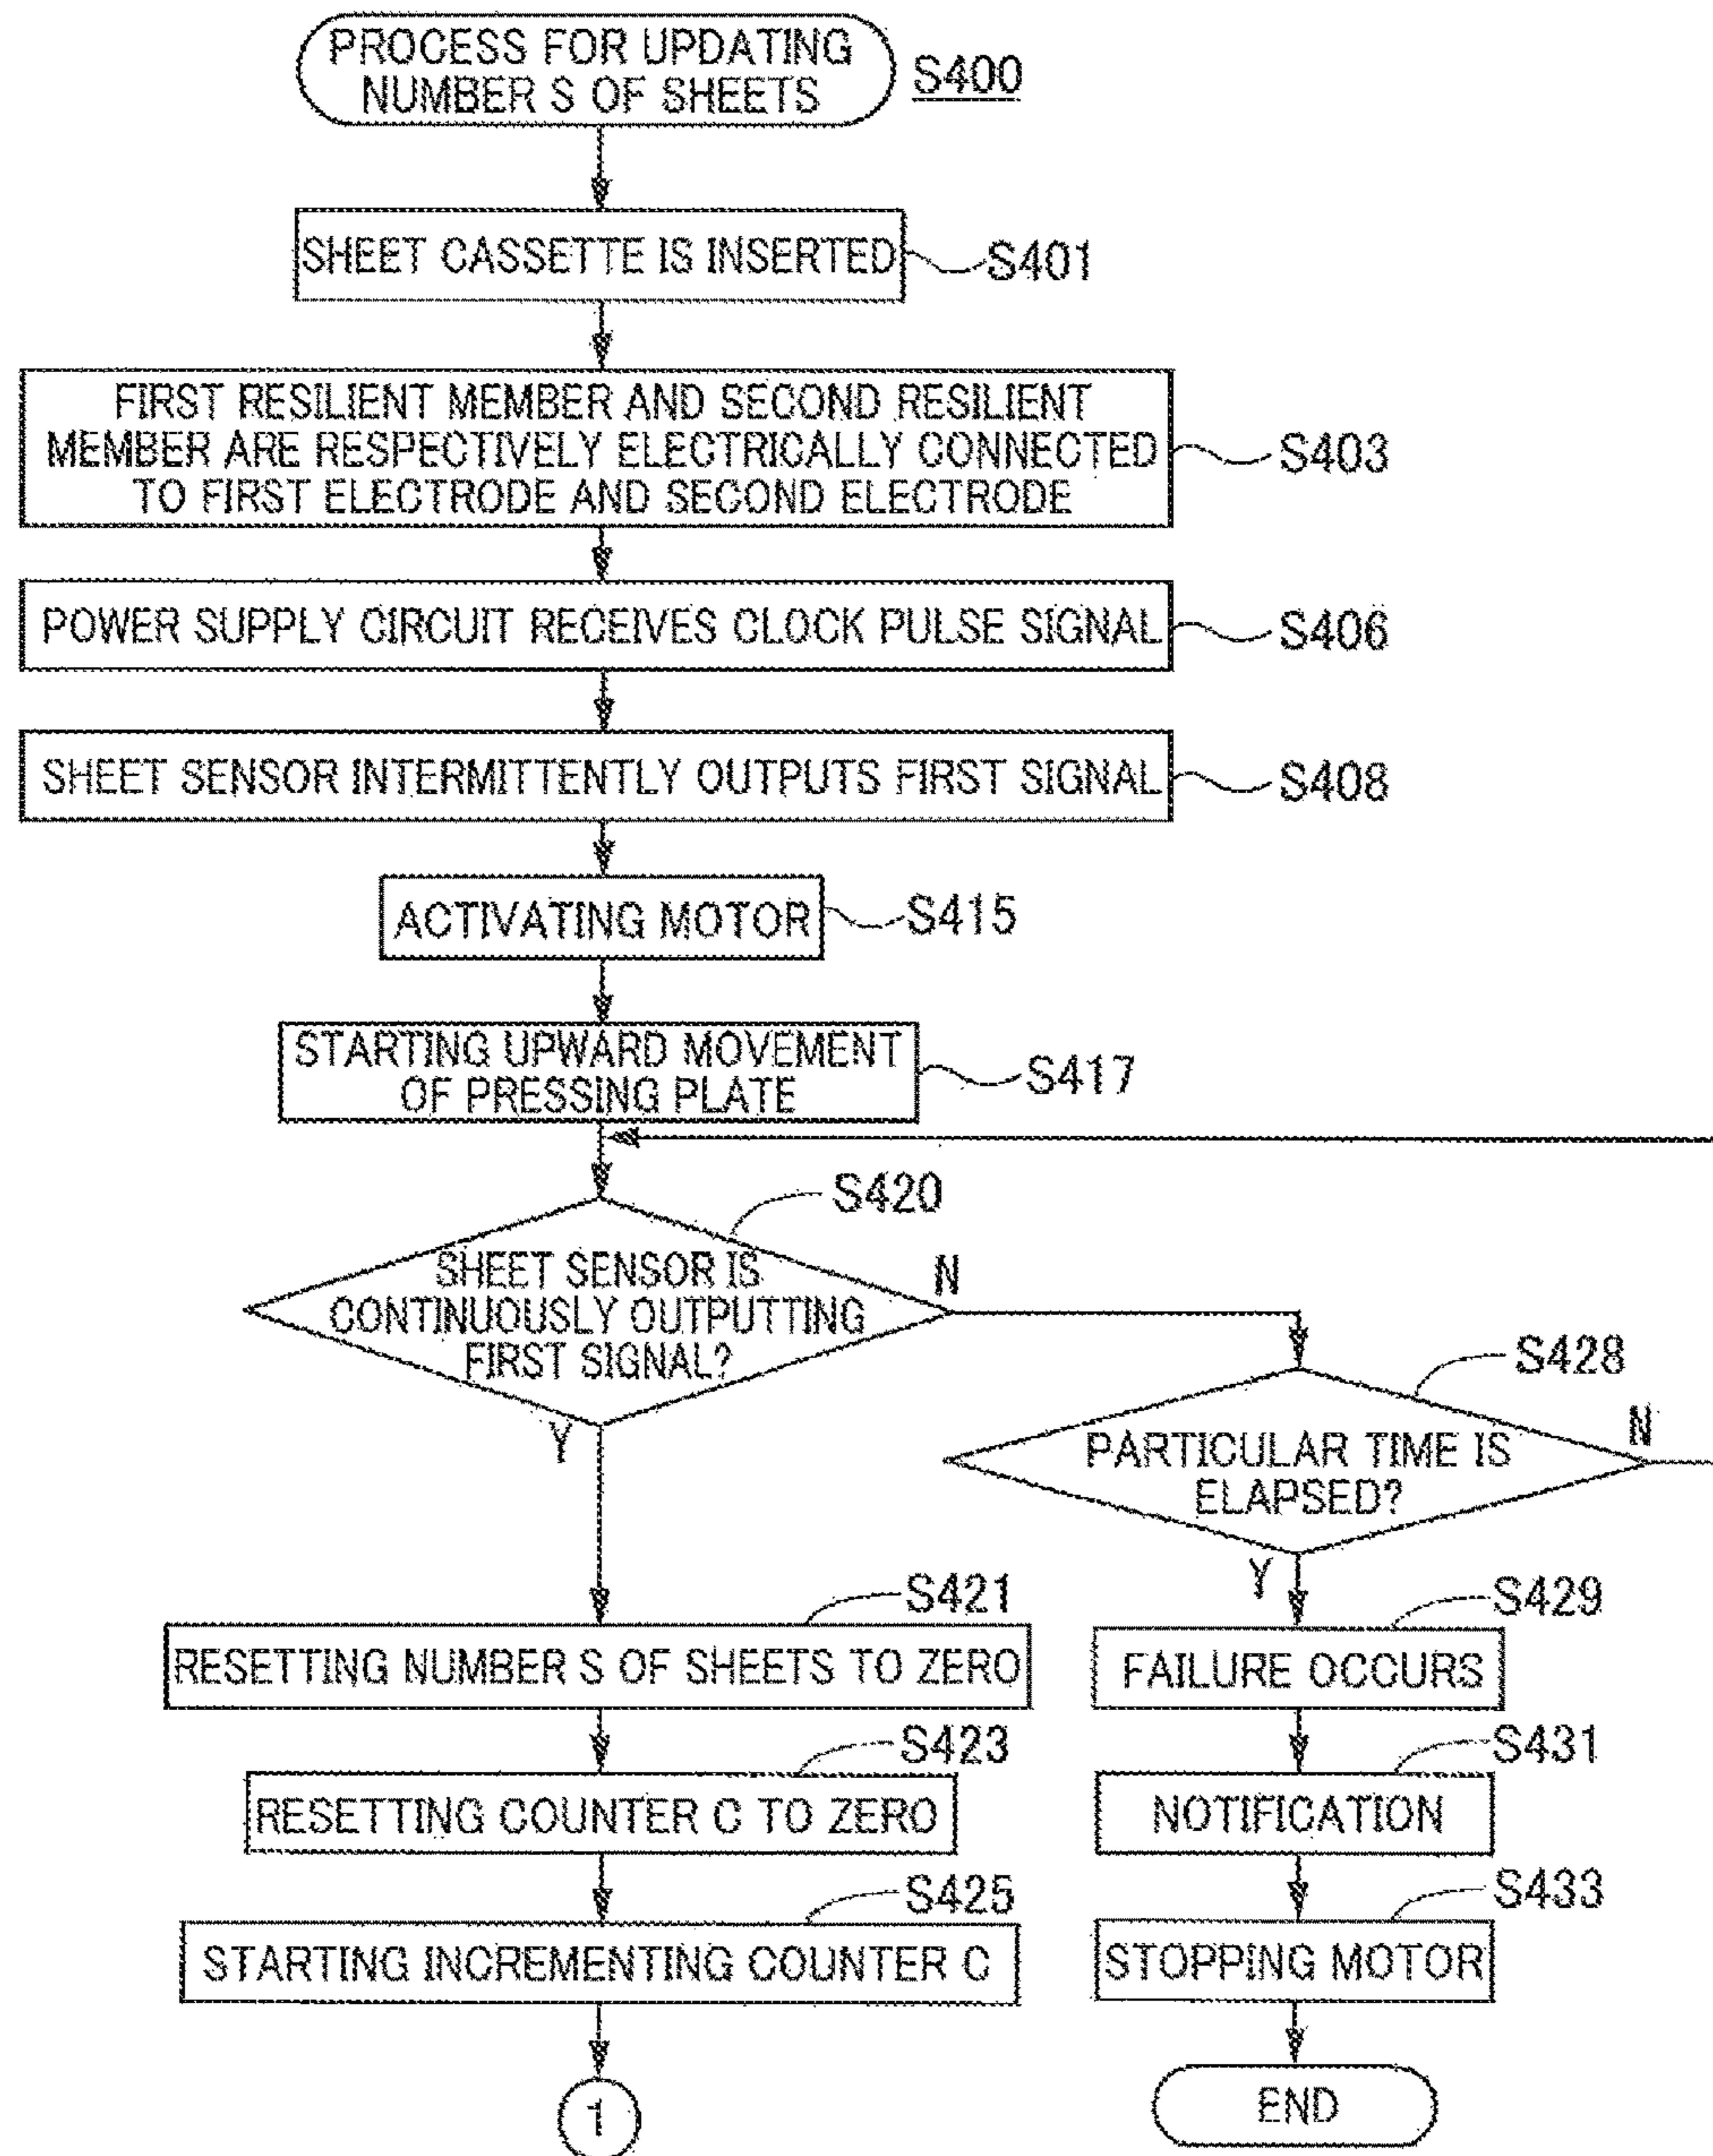 PROCESS FOR UPDATING
NUMBER S OF SHEETS
S400
SHEET CASSETTE IS INSERTED
S401
FIRST RESILIENT MEMBER AND SECOND RESILIENT
MEMBER ARE RESPECTIVELY ELECTRICALLY CONNECTED
TO FIRST ELECTRODE AND SECOND ELECTRODE
S403
POWER SUPPLY CIRCUIT RECEIVES CLOCK PULSE SIGNAL
S406
SHEET SENSOR INTERMITTENTLY OUTPUTS FIRST SIGNAL
S408
ACTIVATING MOTOR
S415
STARTING UPWARD MOVEMENT
OF PRESSING PLATE
S417
S420
SHEET SENSOR IS
CONTINUOUSLY OUTPUTTING
FIRST SIGNAL?
N
Y
S428
PARTICULAR TIME IS
ELAPSED?
N
Y
S421
RESETTING NUMBER S OF SHEETS TO ZERO
S429
FAILURE OCCURS
S423
RESETTING COUNTER C TO ZERO
S431
NOTIFICATION
S425
STARTING INCREMENTING COUNTER C
S433
STOPPING MOTOR
1
END